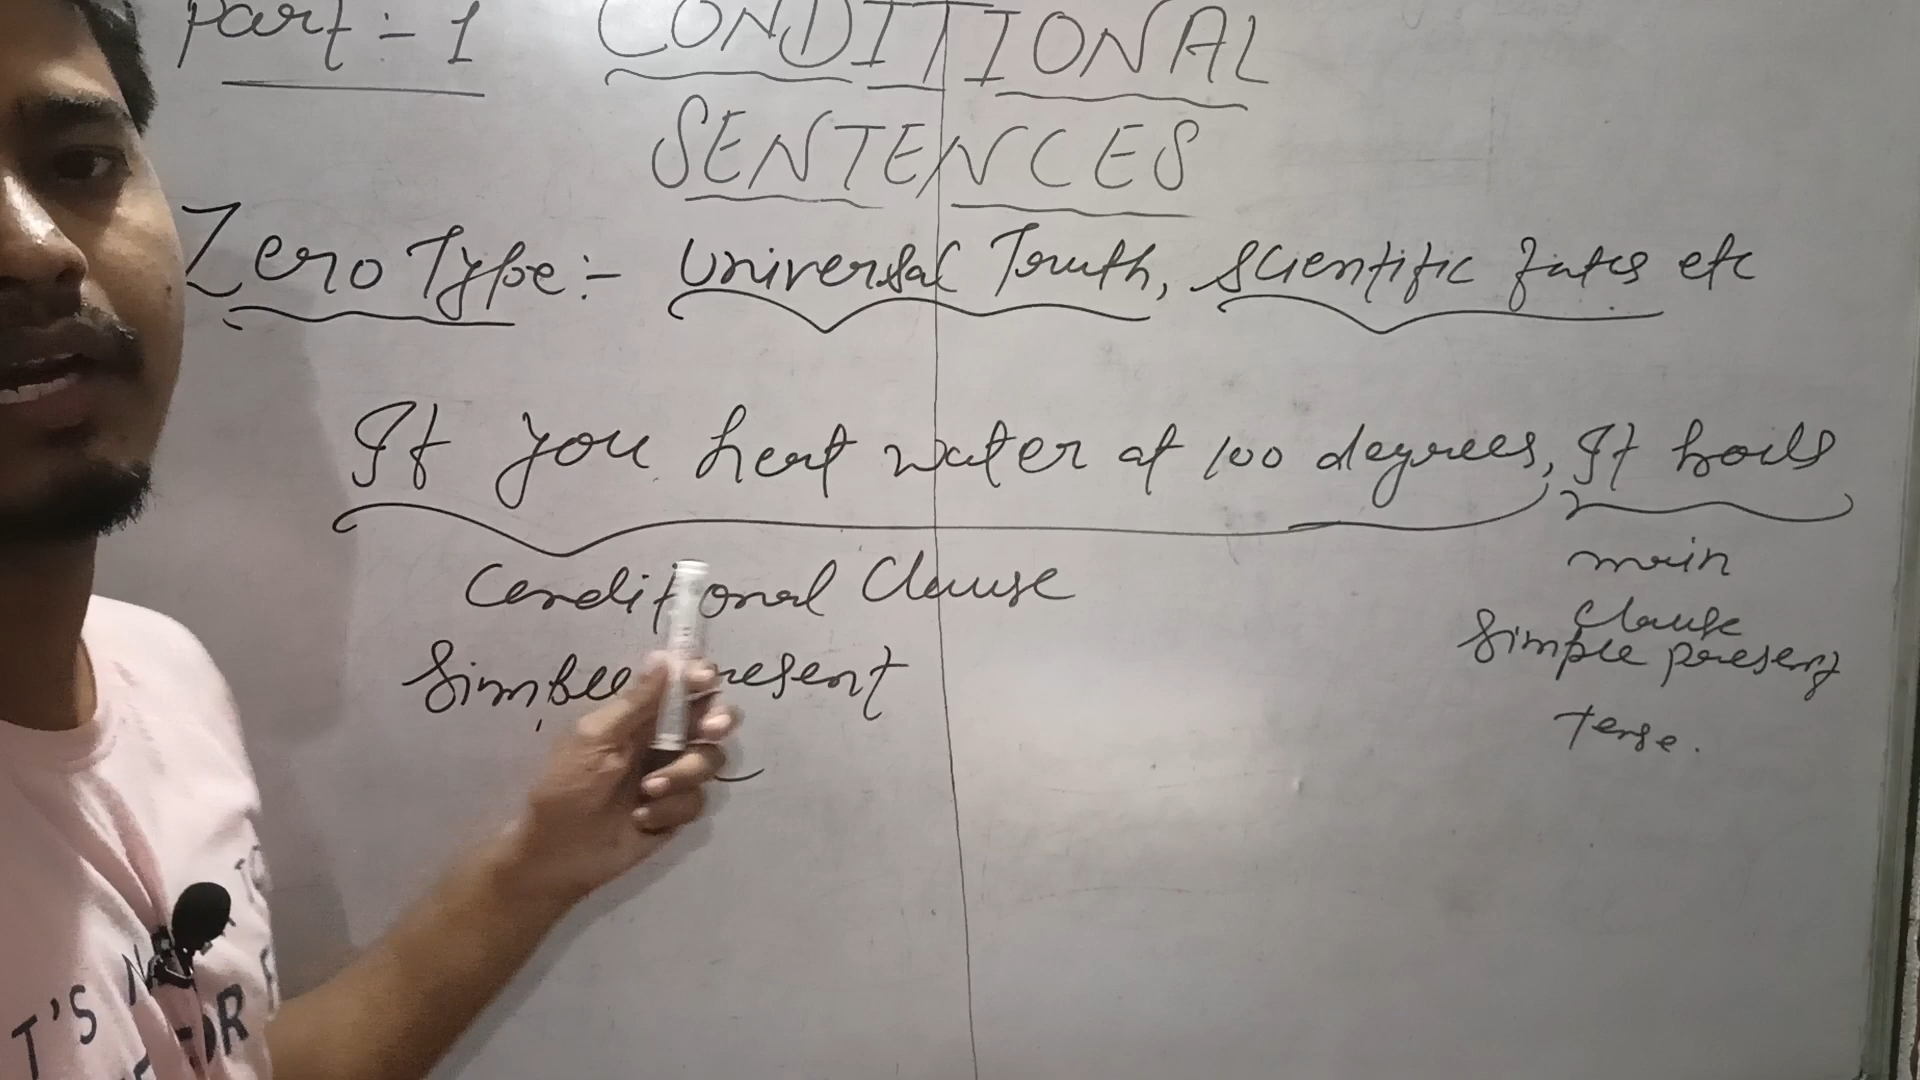 Part :- 1 CONDITIONAL
SENTENCES
Zero Type :- Universal Truth, Scientific fates etc
If you heat water at 100 degrees, It boils
Conditional Clause
Simple Present
main
Clause
Simple present
Tense.
T'S